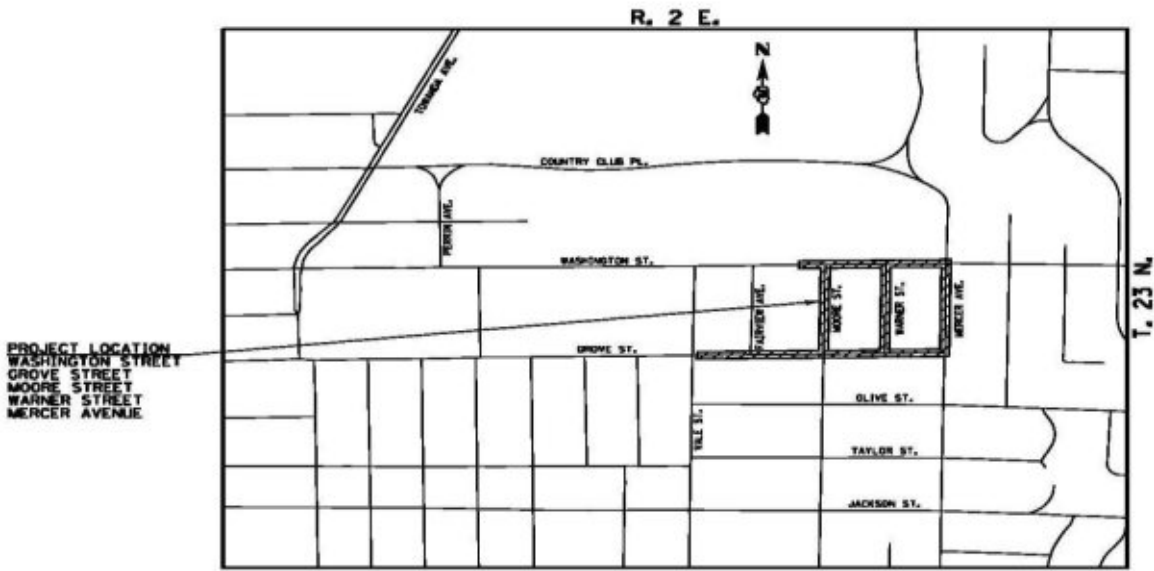 R. 2 E.
N
TOWANDA AVE.
COUNTRY CLUB PL.
PERRIN AVE.
WASHINGTON ST.
FAIRVIEW AVE.
MOORE ST.
WARNER ST.
MERCER AVE.
T. 23 N.
PROJECT LOCATION
WASHINGTON STREET
GROVE STREET
MOORE STREET
WARNER STREET
MERCER AVENUE
GROVE ST.
OLIVE ST.
VALE ST.
TAYLOR ST.
JACKSON ST.